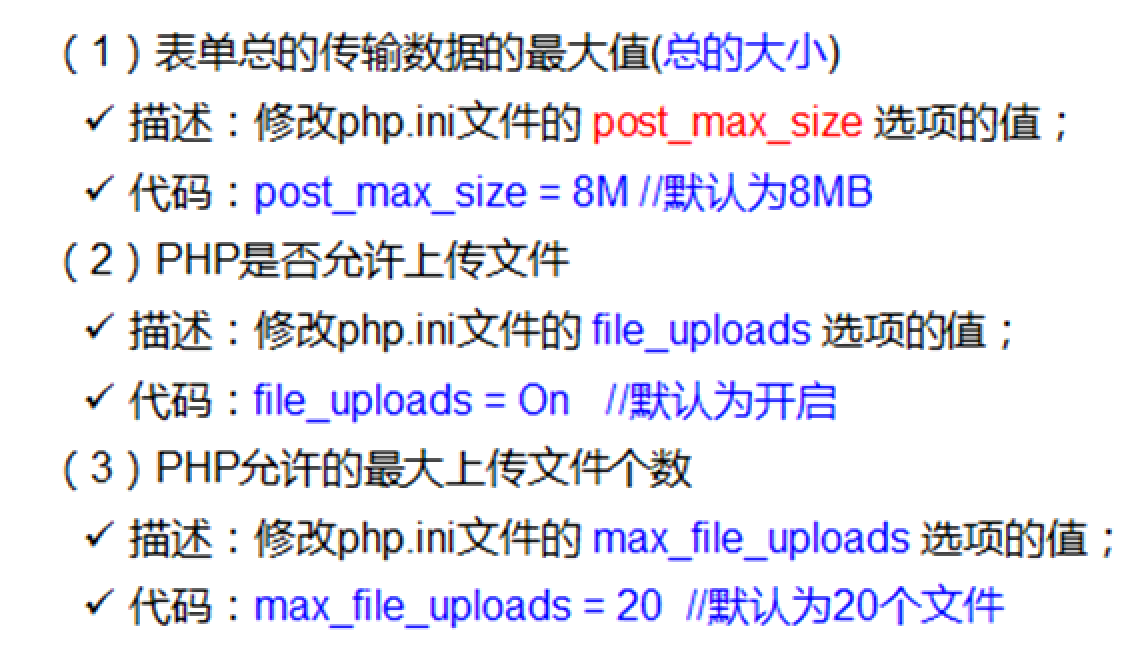 （1）表单总的传输数据的最大值(总的大小)
✓ 描述：修改php.ini文件的 post_max_size 选项的值；
✓ 代码：post_max_size = 8M //默认为8MB
（2）PHP是否允许上传文件
✓ 描述：修改php.ini文件的 file_uploads 选项的值；
✓ 代码：file_uploads = On //默认为开启
（3）PHP允许的最大上传文件个数
✓ 描述：修改php.ini文件的 max_file_uploads 选项的值；
✓ 代码：max_file_uploads = 20 //默认为20个文件